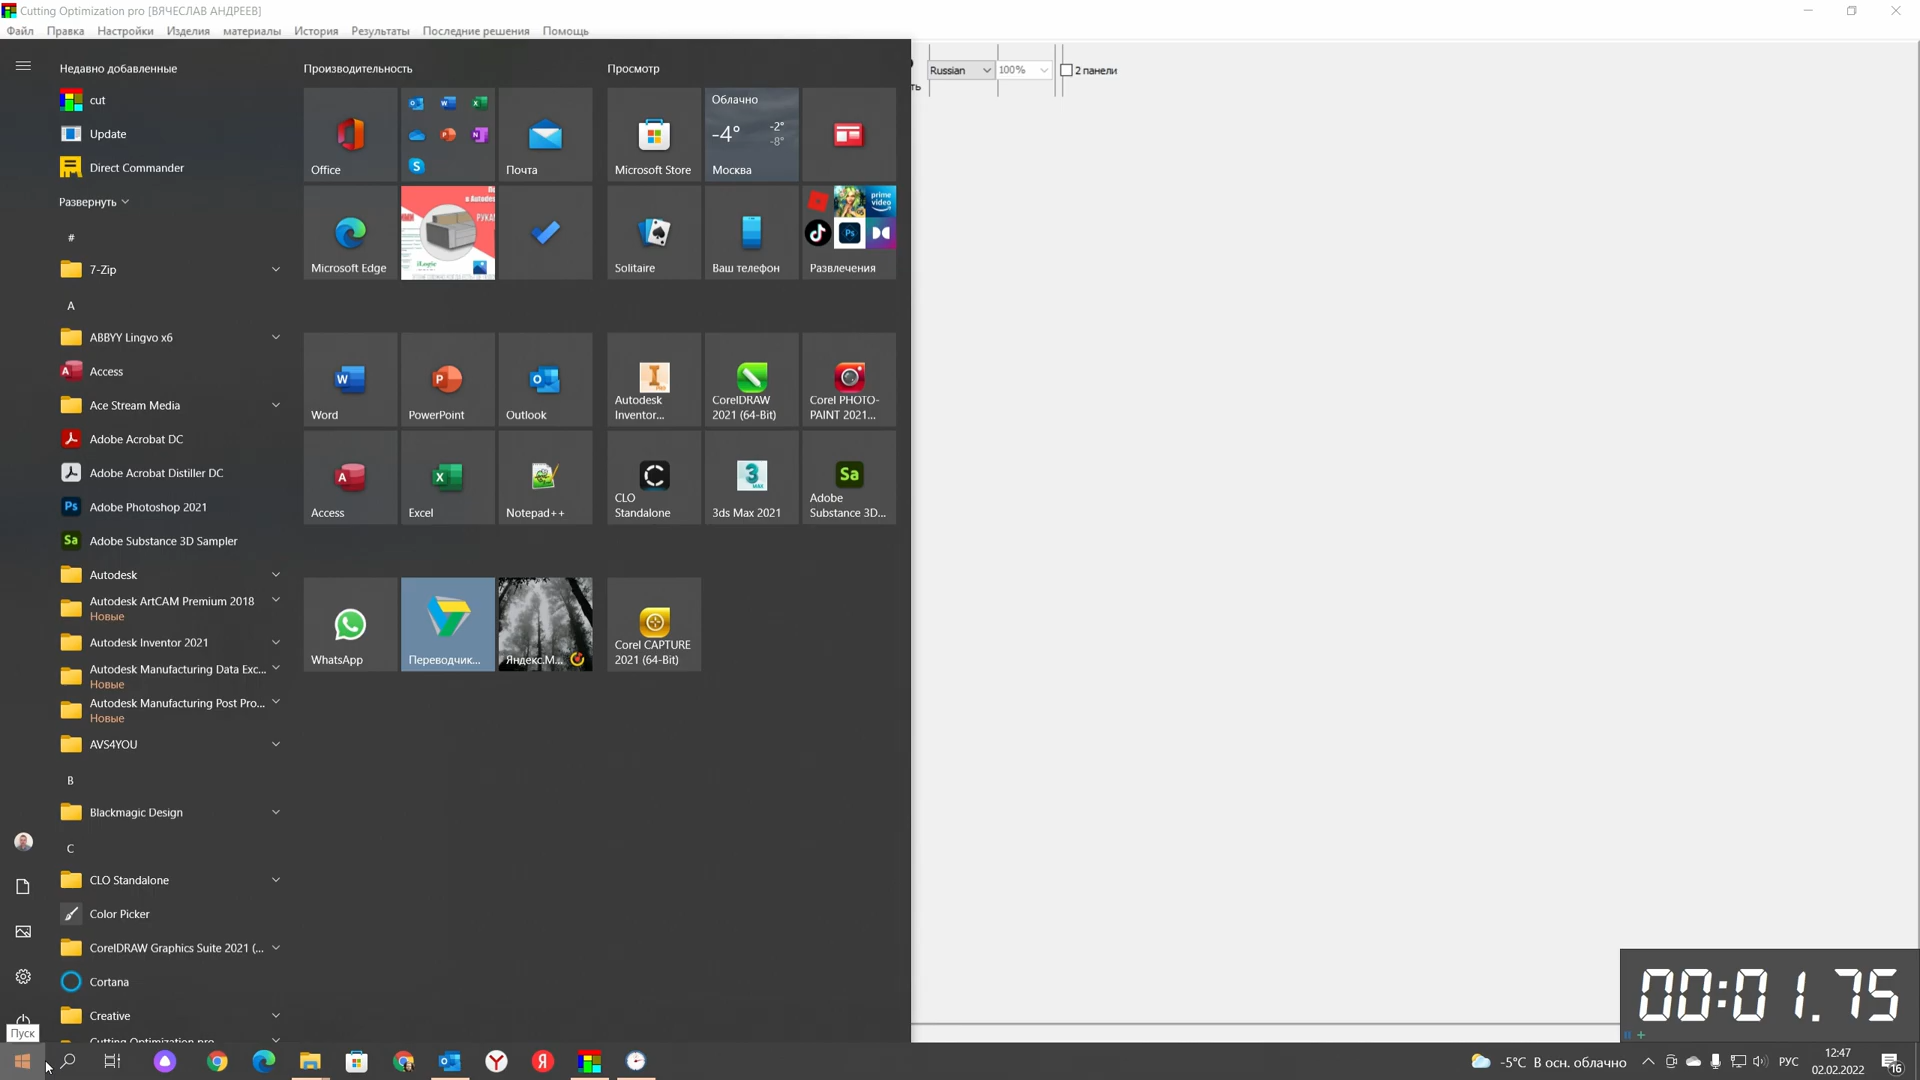 Cutting Optimization pro [ВЯЧЕСЛАВ АНДРЕЕВ]
Файл Правка Настройки Изделия материалы История Результаты Последние решения Помощь
Russian 100% 2 панели
ть
Недавно добавленные
cut
Update
Direct Commander
Развернуть
#
7-Zip
A
ABBYY Lingvo x6
Access
Ace Stream Media
Adobe Acrobat DC
Adobe Acrobat Distiller DC
Adobe Photoshop 2021
Adobe Substance 3D Sampler
Autodesk
Autodesk ArtCAM Premium 2018
Новые
Autodesk Inventor 2021
Autodesk Manufacturing Data Exc...
Новые
Autodesk Manufacturing Post Pro...
Новые
AVS4YOU
B
Blackmagic Design
C
CLO Standalone
Color Picker
CorelDRAW Graphics Suite 2021 (...
Cortana
Creative
Cutting Optimization pro
Пуск
Производительность
Office
Почта
Microsoft Edge
Word
PowerPoint
Outlook
Access
Excel
Notepad++
WhatsApp
Переводчик...
Яндекс.М...
Просмотр
Microsoft Store
Облачно
-4°
-2°
-8°
Москва
Solitaire
Ваш телефон
prime video
Развлечения
Autodesk Inventor...
CorelDRAW 2021 (64-Bit)
Corel PHOTO-PAINT 2021...
CLO Standalone
3ds Max 2021
Adobe Substance 3D...
Corel CAPTURE 2021 (64-Bit)
00:01.75
-5°C В осн. облачно
РУС
12:47
02.02.2022
16